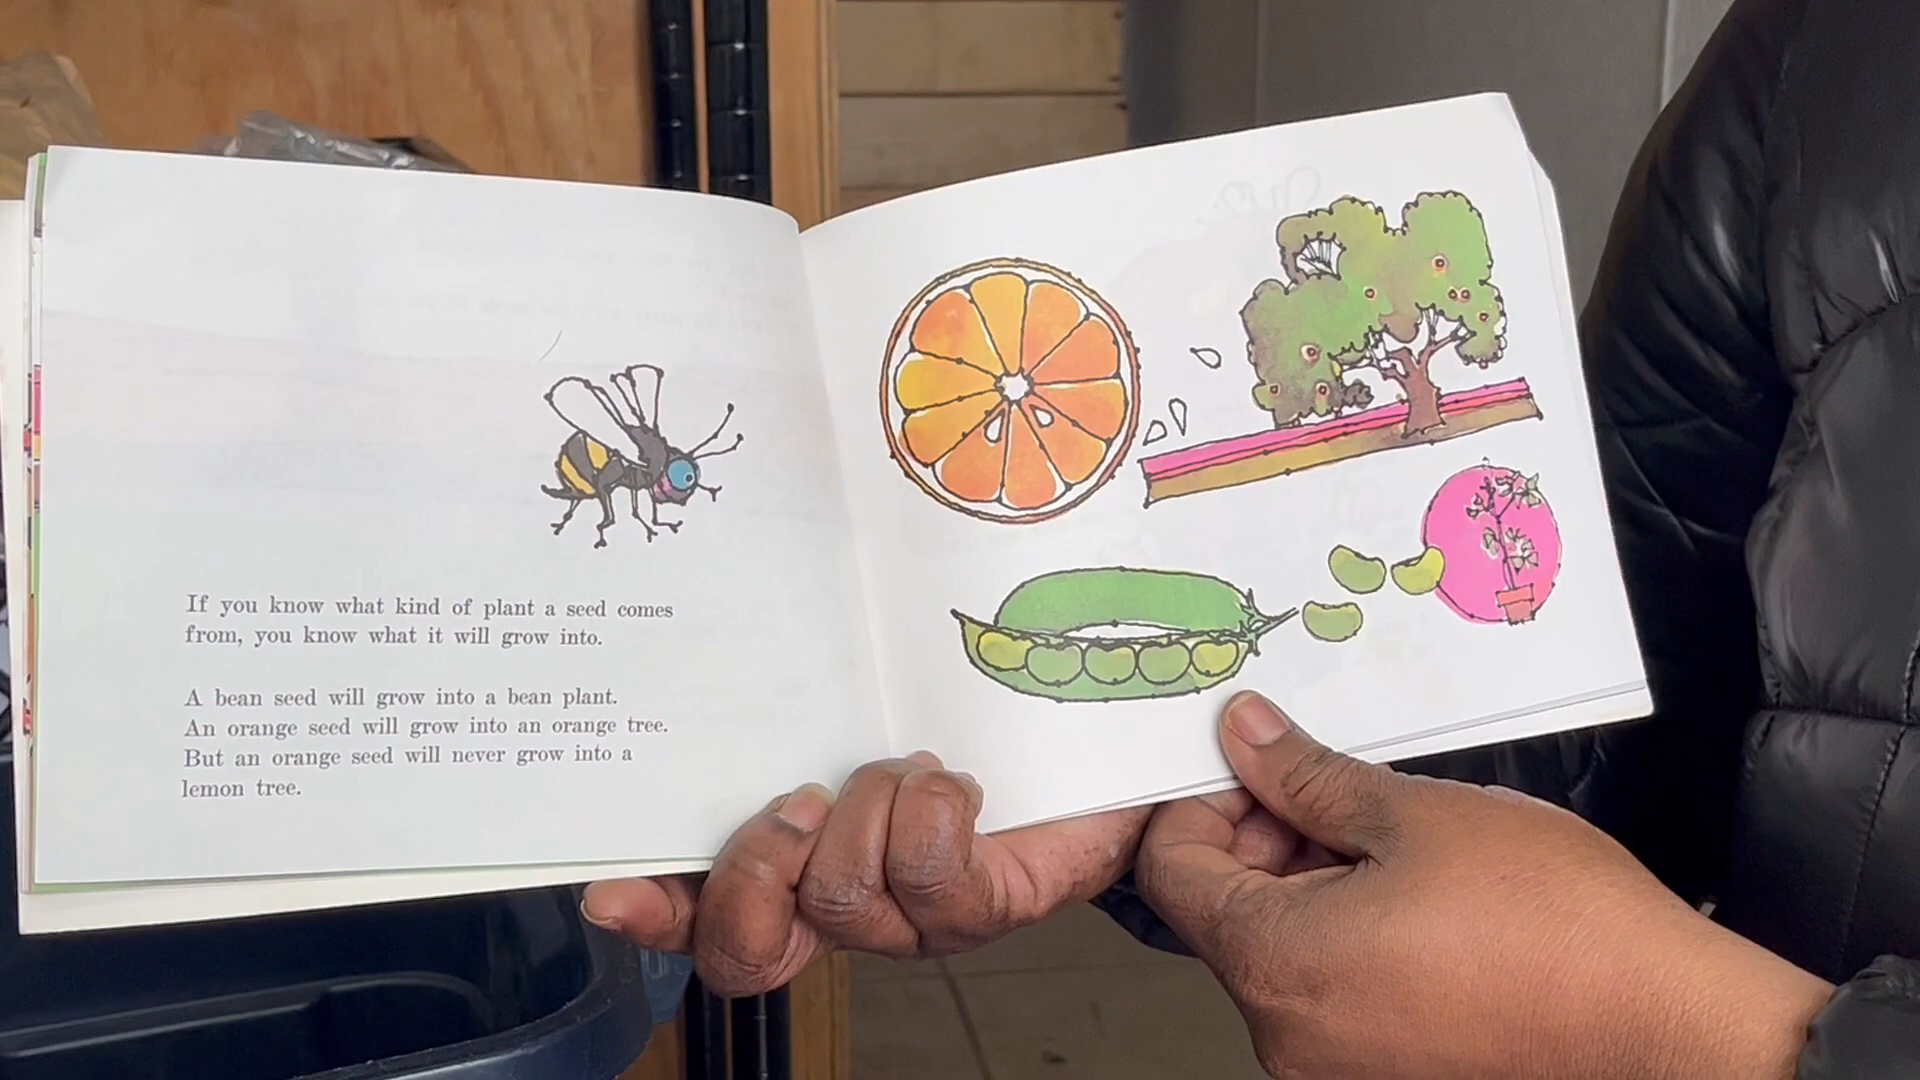 If you know what kind of plant a seed comes
from, you know what it will grow into.
A bean seed will grow into a bean plant.
An orange seed will grow into an orange tree.
But an orange seed will never grow into a
lemon tree.